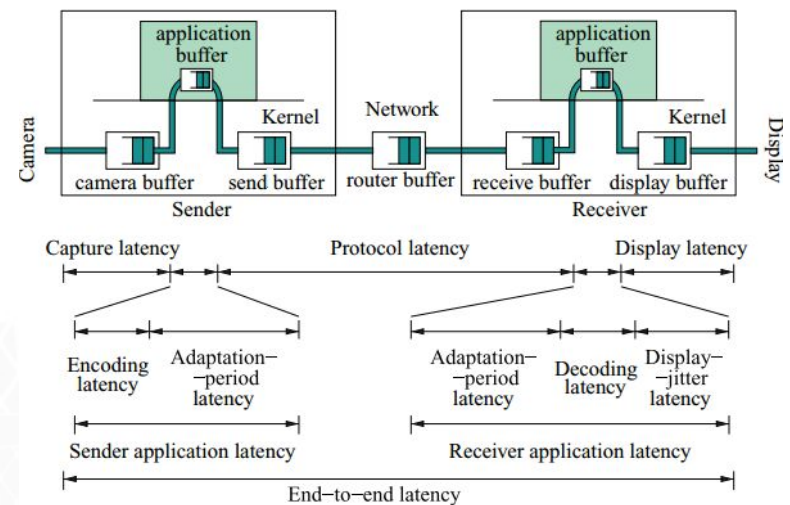 application
buffer
application
buffer
Camera
Kernel
Network
Kernel
Display
camera buffer
send buffer
router buffer
receive buffer
display buffer
Sender
Receiver
Capture latency
Protocol latency
Display latency
Encoding
latency
Adaptation−
−period
latency
Adaptation−
−period
latency
Decoding
latency
Display−
−jitter
latency
Sender application latency
Receiver application latency
End−to−end latency